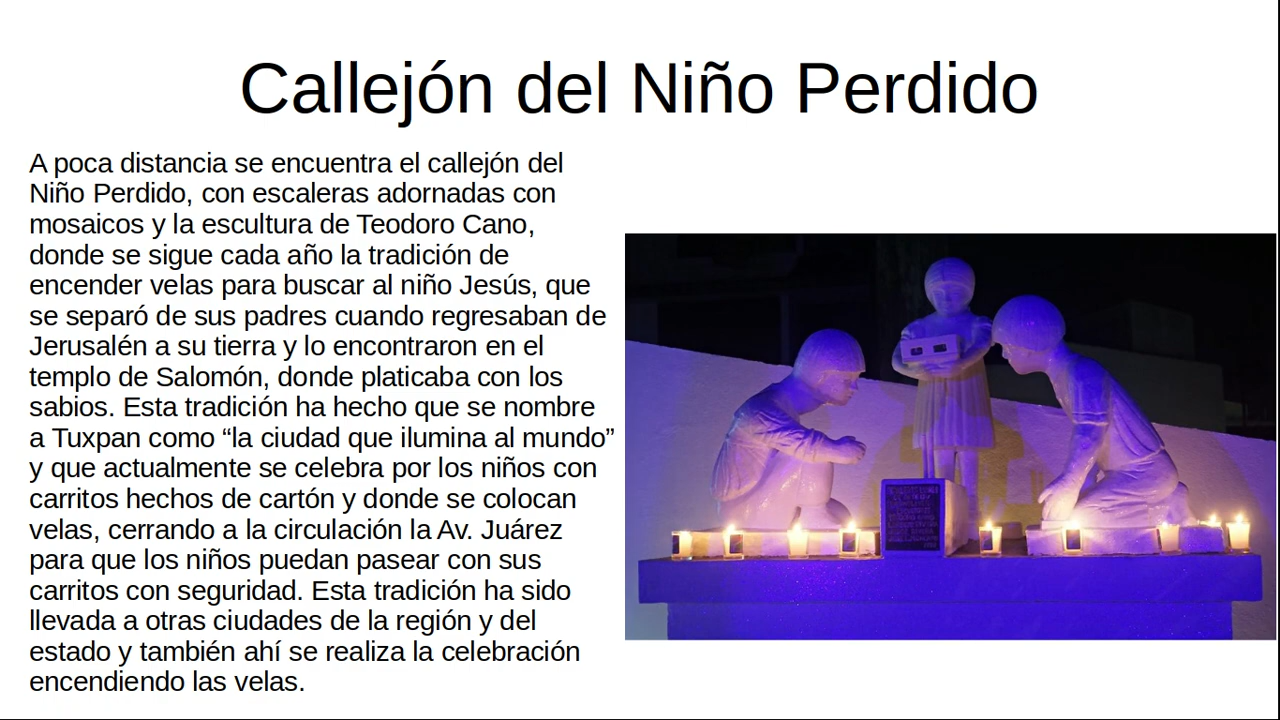 Callejón del Niño Perdido
A poca distancia se encuentra el callejón del
Niño Perdido, con escaleras adornadas con
mosaicos y la escultura de Teodoro Cano,
donde se sigue cada año la tradición de
encender velas para buscar al niño Jesús, que
se separó de sus padres cuando regresaban de
Jerusalén a su tierra y lo encontraron en el
templo de Salomón, donde platicaba con los
sabios. Esta tradición ha hecho que se nombre
a Tuxpan como “la ciudad que ilumina al mundo”
y que actualmente se celebra por los niños con
carritos hechos de cartón y donde se colocan
velas, cerrando a la circulación la Av. Juárez
para que los niños puedan pasear con sus
carritos con seguridad. Esta tradición ha sido
llevada a otras ciudades de la región y del
estado y también ahí se realiza la celebración
encendiendo las velas.